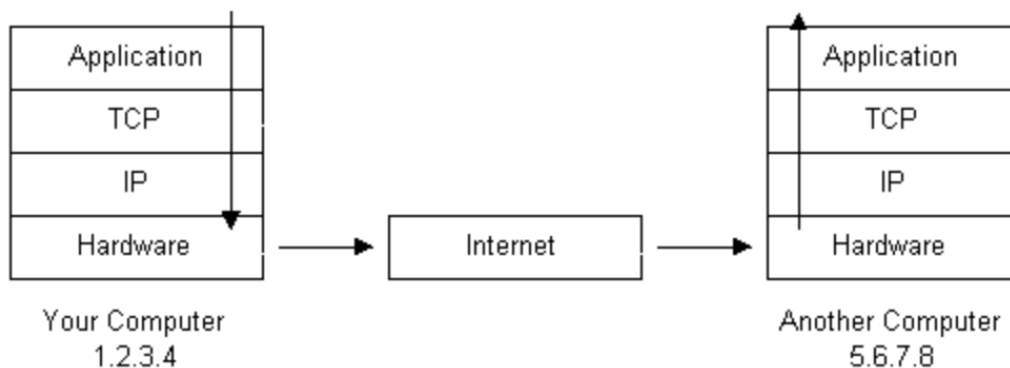 Application
TCP
IP
Hardware
Your Computer
1.2.3.4
Internet
Application
TCP
IP
Hardware
Another Computer
5.6.7.8